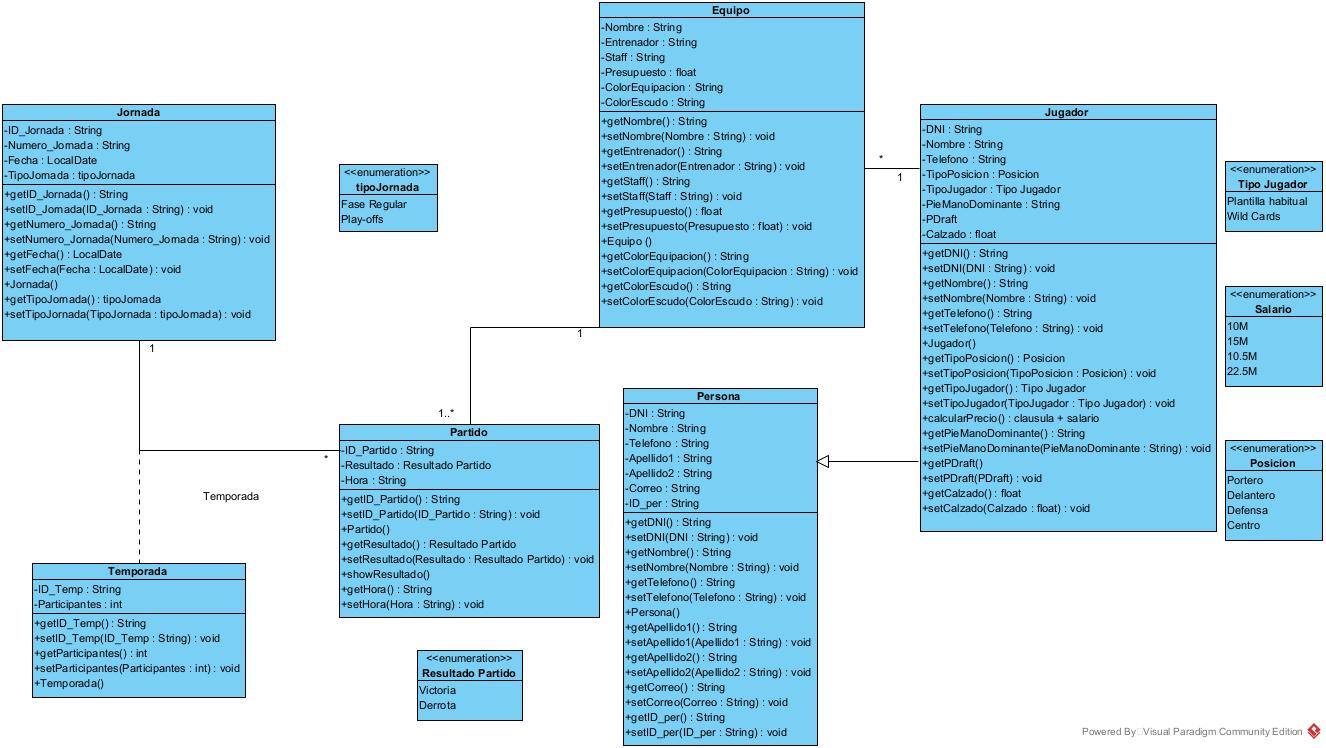 Equipo
-Nombre : String
-Entrenador : String
-Staff : String
-Presupuesto : float
-ColorEquipacion : String
-ColorEscudo : String
+getNombre() : String
+setNombre(Nombre : String) : void
+getEntrenador() : String
+setEntrenador(Entrenador : String) : void
+getStaff() : String
+setStaff(Staff : String) : void
+getPresupuesto() : float
+setPresupuesto(Presupuesto : float) : void
+Equipo ()
+getColorEquipacion() : String
+setColorEquipacion(ColorEquipacion : String) : void
+getColorEscudo() : String
+setColorEscudo(ColorEscudo : String) : void
Jornada
-ID_Jornada : String
-Numero_Jornada : String
-Fecha : LocalDate
-TipoJornada : tipoJornada
+getID_Jornada() : String
+setID_Jornada(ID_Jornada : String) : void
+getNumero_Jornada() : String
+setNumero_Jornada(Numero_Jornada : String) : void
+getFecha() : LocalDate
+setFecha(Fecha : LocalDate) : void
+Jornada()
+getTipoJornada() : tipoJornada
+setTipoJornada(TipoJornada : tipoJornada) : void
<<enumeration>>
tipoJornada
Fase Regular
Play-offs
*
1
Jugador
-DNI : String
-Nombre : String
-Telefono : String
-TipoPosicion : Posicion
-TipoJugador : Tipo Jugador
-PieManoDominante : String
-PDraft
-Calzado : float
+getDNI() : String
+setDNI(DNI : String) : void
+getNombre() : String
+setNombre(Nombre : String) : void
+getTelefono() : String
+setTelefono(Telefono : String) : void
+Jugador()
+getTipoPosicion() : Posicion
+setTipoPosicion(TipoPosicion : Posicion) : void
+getTipoJugador() : Tipo Jugador
+setTipoJugador(TipoJugador : Tipo Jugador) : void
+calcularPrecio() : clausula + salario
+getPieManoDominante() : String
+setPieManoDominante(PieManoDominante : String) : void
+getPDraft()
+setPDraft(PDraft) : void
+getCalzado() : float
+setCalzado(Calzado : float) : void
<<enumeration>>
Tipo Jugador
Plantilla habitual
Wild Cards
<<enumeration>>
Salario
10M
15M
10.5M
22.5M
<<enumeration>>
Posicion
Portero
Delantero
Defensa
Centro
1
1
1..*
*
Temporada
Partido
-ID_Partido : String
-Resultado : Resultado Partido
-Hora : String
+getID_Partido() : String
+setID_Partido(ID_Partido : String) : void
+Partido()
+getResultado() : Resultado Partido
+setResultado(Resultado : Resultado Partido) : void
+showResultado()
+getHora() : String
+setHora(Hora : String) : void
Persona
-DNI : String
-Nombre : String
-Telefono : String
-Apellido1 : String
-Apellido2 : String
-Correo : String
-ID_per : String
+getDNI() : String
+setDNI(DNI : String) : void
+getNombre() : String
+setNombre(Nombre : String) : void
+getTelefono() : String
+setTelefono(Telefono : String) : void
+Persona()
+getApellido1() : String
+setApellido1(Apellido1 : String) : void
+getApellido2() : String
+setApellido2(Apellido2 : String) : void
+getCorreo() : String
+setCorreo(Correo : String) : void
+getID_per() : String
+setID_per(ID_per : String) : void
Temporada
-ID_Temp : String
-Participantes : int
+getID_Temp() : String
+setID_Temp(ID_Temp : String) : void
+getParticipantes() : int
+setParticipantes(Participantes : int) : void
+Temporada()
<<enumeration>>
Resultado Partido
Victoria
Derrota
Powered By Visual Paradigm Community Edition